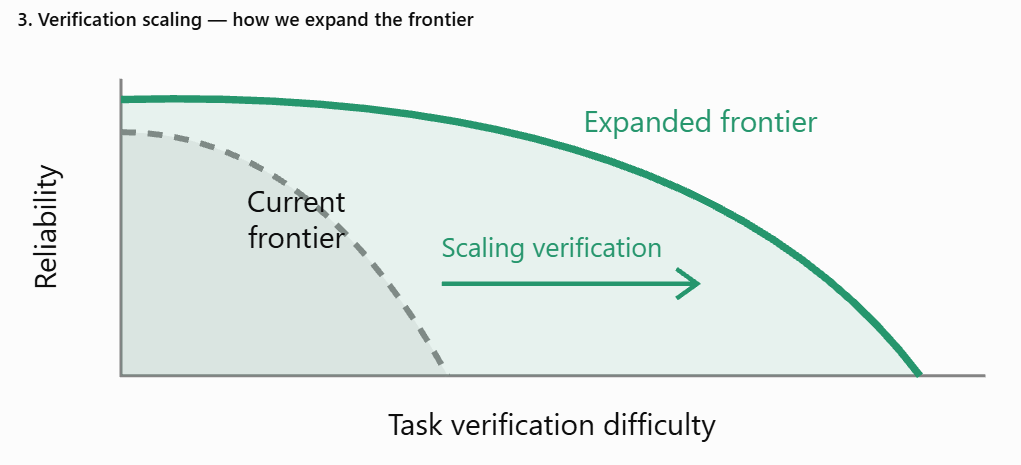 3. Verification scaling — how we expand the frontier
Expanded frontier
Current
frontier
Scaling verification
Reliability
Task verification difficulty